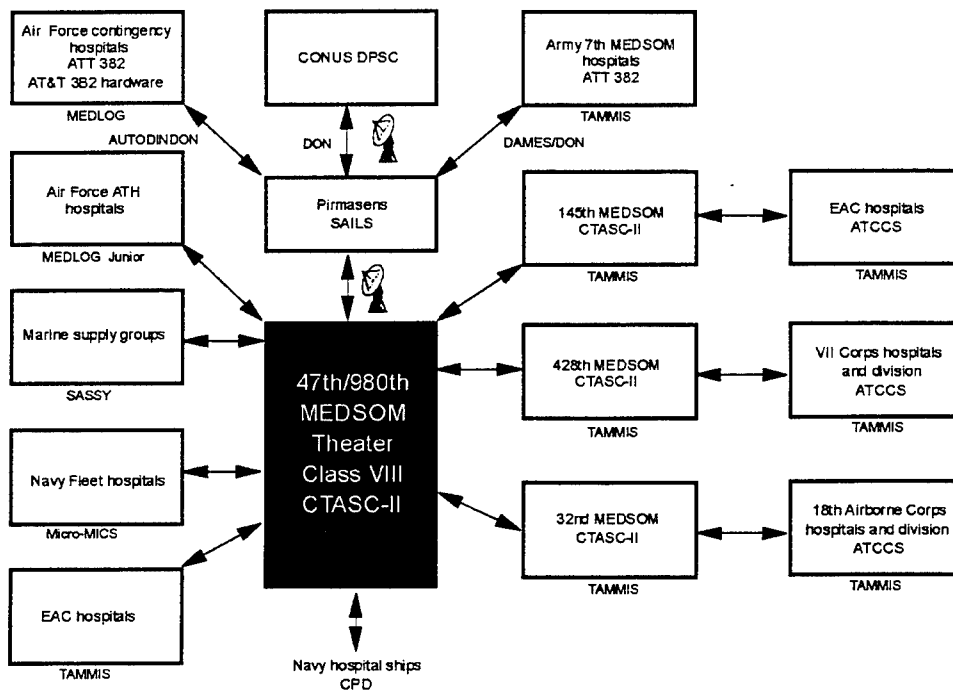 Air Force contingency
hospitals
ATT 382
AT&T 3B2 hardware
MEDLOG
CONUS DPSC
Army 7th MEDSOM
hospitals
ATT 382
TAMMIS
AUTODINDON
DON
DAMES/DON
Air Force ATH
hospitals
MEDLOG Junior
Pirmasens
SAILS
145th MEDSOM
CTASC-II
TAMMIS
EAC hospitals
ATCCS
TAMMIS
Marine supply groups
SASSY
47th/980th
MEDSOM
Theater
Class VIII
CTASC-II
428th MEDSOM
CTASC-II
TAMMIS
VII Corps hospitals
and division
ATCCS
TAMMIS
Navy Fleet hospitals
Micro-MICS
32nd MEDSOM
CTASC-II
TAMMIS
18th Airborne Corps
hospitals and division
ATCCS
TAMMIS
EAC hospitals
TAMMIS
Navy hospital ships
CPD